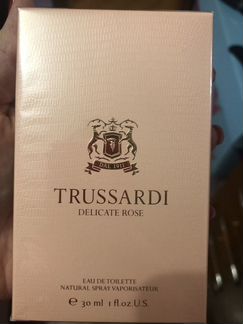 DAL 1911
TRUSSARDI
DELICATE ROSE
EAU DE TOILETTE
NATURAL SPRAY VAPORISATEUR
e 30 ml 1 fl.oz.U.S.